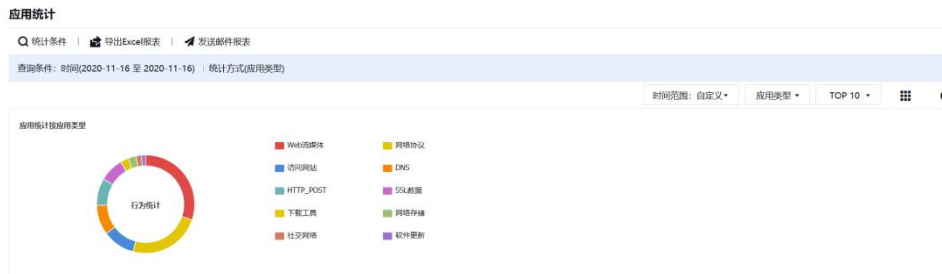 应用统计
统计条件 | 导出Excel报表 | 发送邮件报表
查询条件：时间(2020-11-16 至 2020-11-16) | 统计方式(应用类型)
时间范围：自定义 应用类型 TOP 10
应用统计按应用类型
Web流媒体 网络协议
访问网站 DNS
HTTP_POST SSL数据
行为统计
下载工具 网络存储
社交网络 软件更新